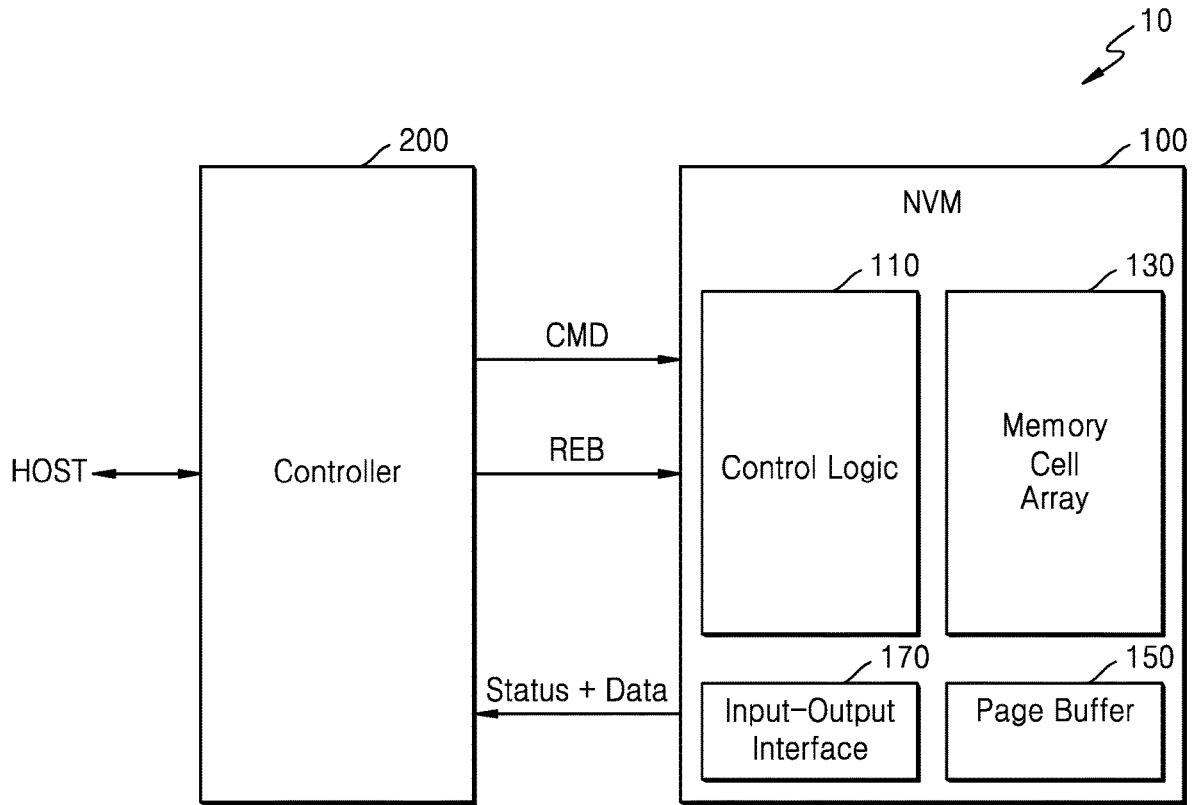 10
200
100
NVM
110
130
CMD
REB
HOST
Controller
Control Logic
Memory
Cell
Array
Status + Data
170
150
Input-Output
Interface
Page Buffer